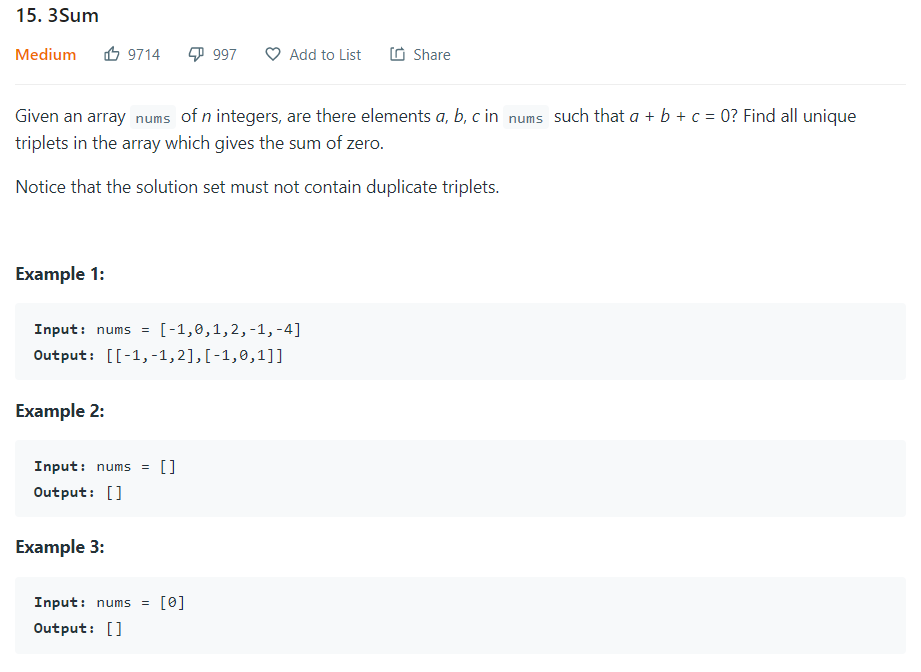 15. 3Sum
Medium 9714 997 Add to List Share
Given an array nums of n integers, are there elements a, b, c in nums such that a + b + c = 0? Find all unique
triplets in the array which gives the sum of zero.
Notice that the solution set must not contain duplicate triplets.
Example 1:
Input: nums = [-1,0,1,2,-1,-4]
Output: [[-1,-1,2],[-1,0,1]]
Example 2:
Input: nums = []
Output: []
Example 3:
Input: nums = [0]
Output: []